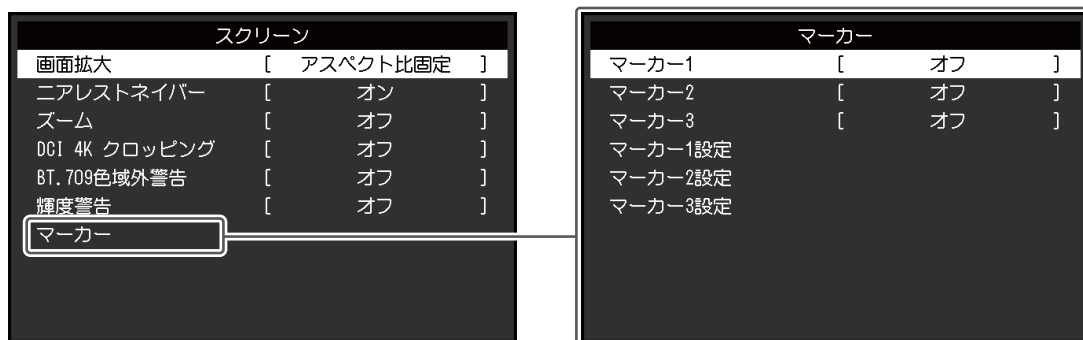 スクリーン
画面拡大 [ アスペクト比固定 ]
ニアレストネイバー [ オン ]
ズーム [ オフ ]
DCI 4K クロッピング [ オフ ]
BT.709色域外警告 [ オフ ]
輝度警告 [ オフ ]
マーカー
マーカー
マーカー1 [ オフ ]
マーカー2 [ オフ ]
マーカー3 [ オフ ]
マーカー1設定
マーカー2設定
マーカー3設定